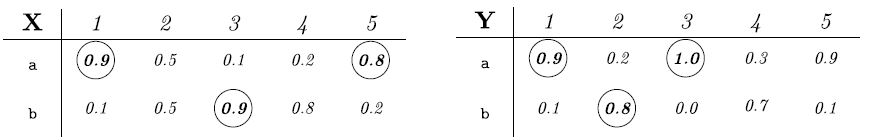 X 1 2 3 4 5 Y 1 2 3 4 5
a 0.9 0.5 0.1 0.2 0.8 a 0.9 0.2 1.0 0.3 0.9
b 0.1 0.5 0.9 0.8 0.2 b 0.1 0.8 0.0 0.7 0.1